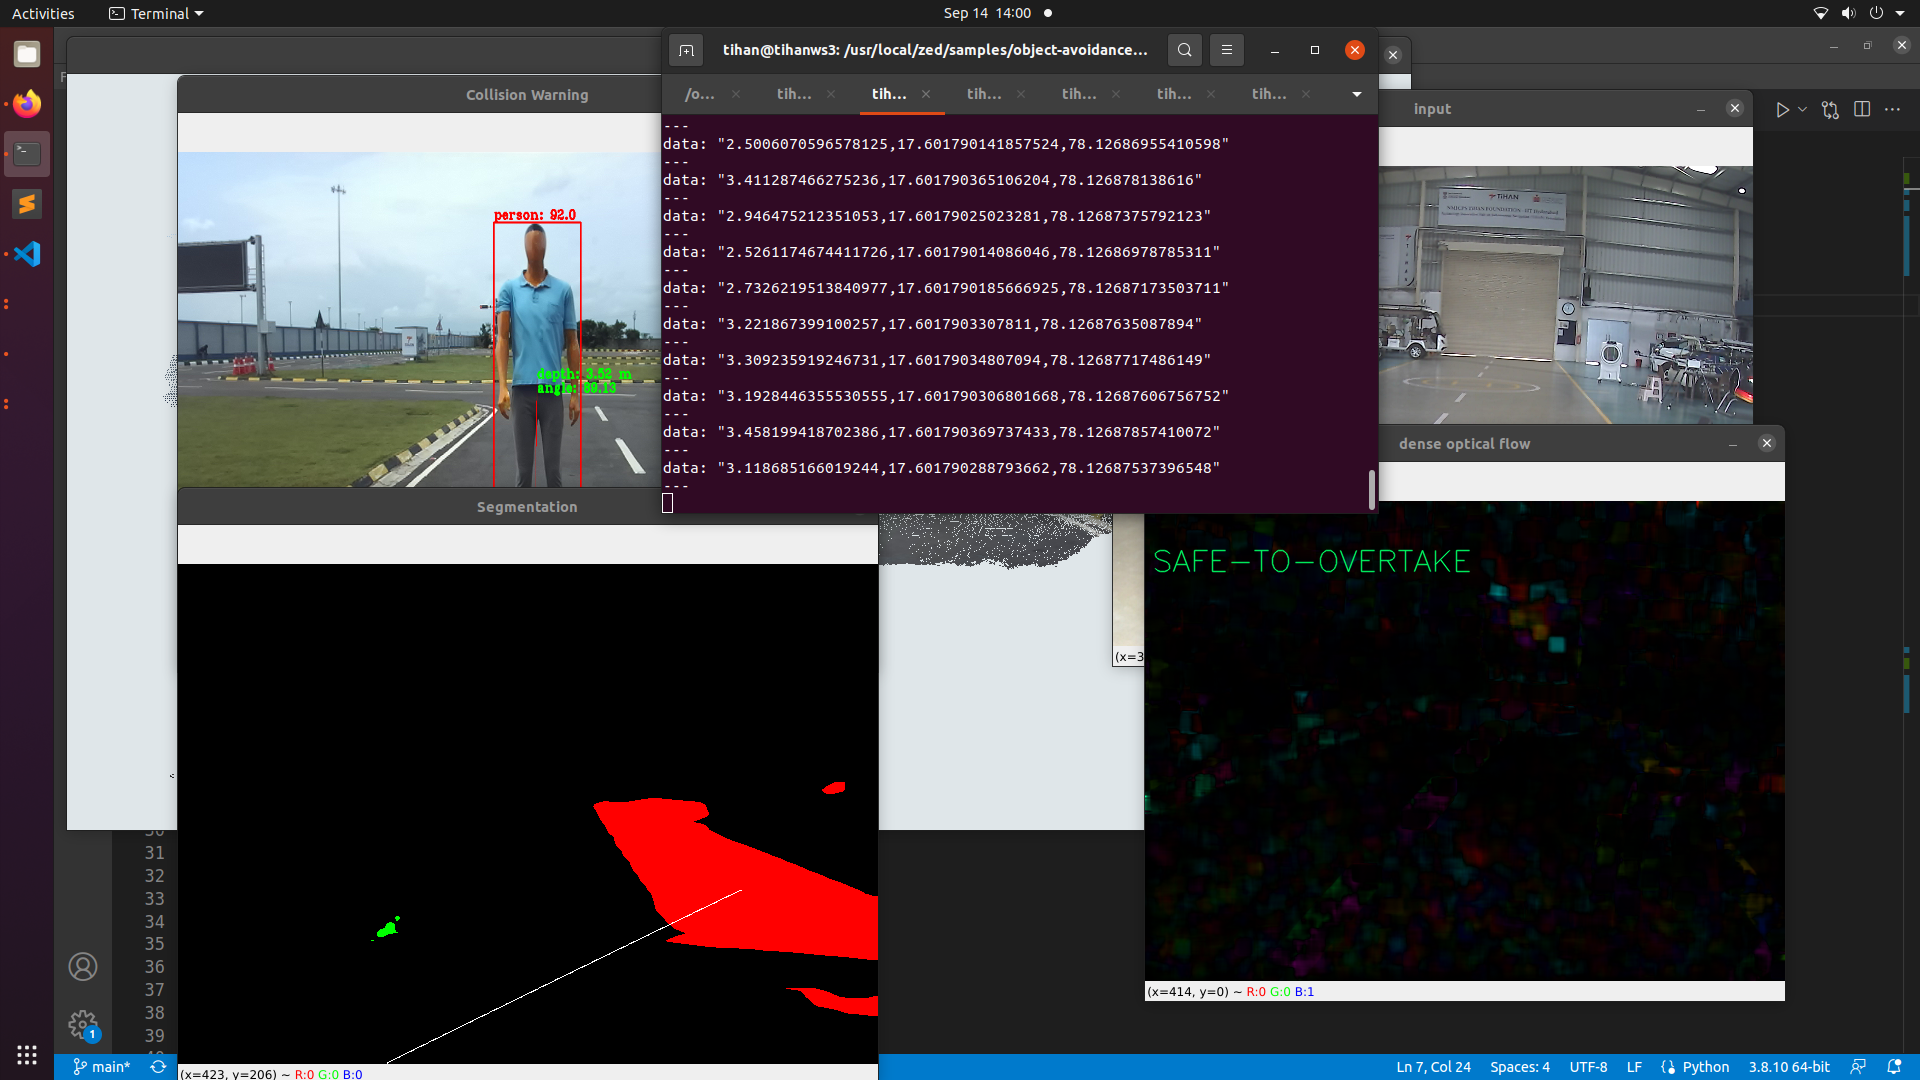 Activities
Terminal
Sep 14 14:00
tihan@tihanws3: /usr/local/zed/samples/object-avoidance…
/o…
tih…
tih…
tih…
tih…
tih…
tih…
---
data: "2.5006070596578125,17.601790141857524,78.12686955410598"
---
data: "3.411287466275236,17.601790365106204,78.126878138616"
---
data: "2.946475212351053,17.60179025023281,78.12687375792123"
---
data: "2.5261174674411726,17.60179014086046,78.12686978785311"
---
data: "2.7326219513840977,17.601790185666925,78.12687173503711"
---
data: "3.221867399100257,17.6017903307811,78.12687635087894"
---
data: "3.309235919246731,17.60179034807094,78.12687717486149"
---
data: "3.1928446355530555,17.601790306801668,78.12687606756752"
---
data: "3.458199418702386,17.601790369737433,78.12687857410072"
---
data: "3.118685166019244,17.601790288793662,78.12687537396548"
---
Collision Warning
person: 92.0
depth: 3.52 m
angle: 89.13
input
TiHAN
Segmentation
(x=423, y=206) ~ R:0 G:0 B:0
dense optical flow
SAFE-TO-OVERTAKE
(x=414, y=0) ~ R:0 G:0 B:1
(x=3
31
32
33
34
35
36
37
38
39
1
main*
Ln 7, Col 24
Spaces: 4
UTF-8
LF
Python
3.8.10 64-bit